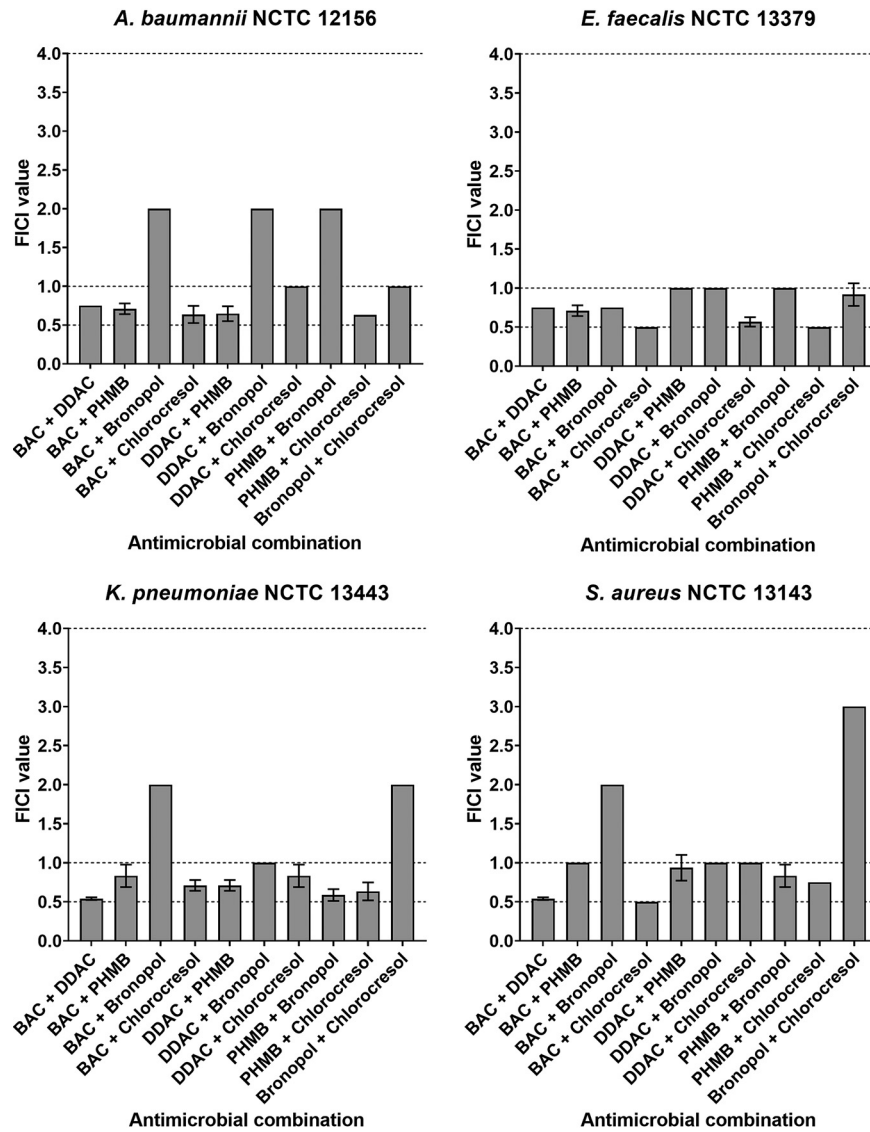 A. baumannii NCTC 12156
FICI value
4.0
3.5
3.0
2.5
2.0
1.5
1.0
0.5
0.0
BAC + DDAC
BAC + PHMB
BAC + Bronopol
BAC + Chlorocresol
DDAC + PHMB
DDAC + Bronopol
DDAC + Chlorocresol
PHMB + Bronopol
PHMB + Chlorocresol
Bronopol + Chlorocresol
Antimicrobial combination
E. faecalis NCTC 13379
FICI value
4.0
3.5
3.0
2.5
2.0
1.5
1.0
0.5
0.0
BAC + DDAC
BAC + PHMB
BAC + Bronopol
BAC + Chlorocresol
DDAC + PHMB
DDAC + Bronopol
DDAC + Chlorocresol
PHMB + Bronopol
PHMB + Chlorocresol
Bronopol + Chlorocresol
Antimicrobial combination
K. pneumoniae NCTC 13443
FICI value
4.0
3.5
3.0
2.5
2.0
1.5
1.0
0.5
0.0
BAC + DDAC
BAC + PHMB
BAC + Bronopol
BAC + Chlorocresol
DDAC + PHMB
DDAC + Bronopol
DDAC + Chlorocresol
PHMB + Bronopol
PHMB + Chlorocresol
Bronopol + Chlorocresol
Antimicrobial combination
S. aureus NCTC 13143
FICI value
4.0
3.5
3.0
2.5
2.0
1.5
1.0
0.5
0.0
BAC + DDAC
BAC + PHMB
BAC + Bronopol
BAC + Chlorocresol
DDAC + PHMB
DDAC + Bronopol
DDAC + Chlorocresol
PHMB + Bronopol
PHMB + Chlorocresol
Bronopol + Chlorocresol
Antimicrobial combination